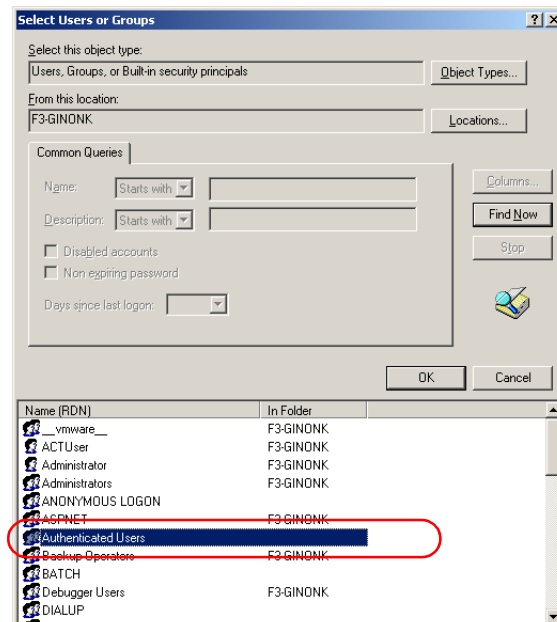 Select Users or Groups
Select this object type:
Users, Groups, or Built-in security principals
Object Types...
From this location:
F3-GINONK
Locations...
Common Queries
Name: Starts with
Description: Starts with
Disabled accounts
Non expiring password
Days since last logon:
Columns...
Find Now
Stop
OK Cancel
Name (RDN) In Folder
__vmware__ F3-GINONK
ACTUser F3-GINONK
Administrator F3-GINONK
Administrators F3-GINONK
ANONYMOUS LOGON
ASPNET F3-GINONK
Authenticated Users
Backup Operators F3-GINONK
BATCH
Debugger Users F3-GINONK
DIALUP